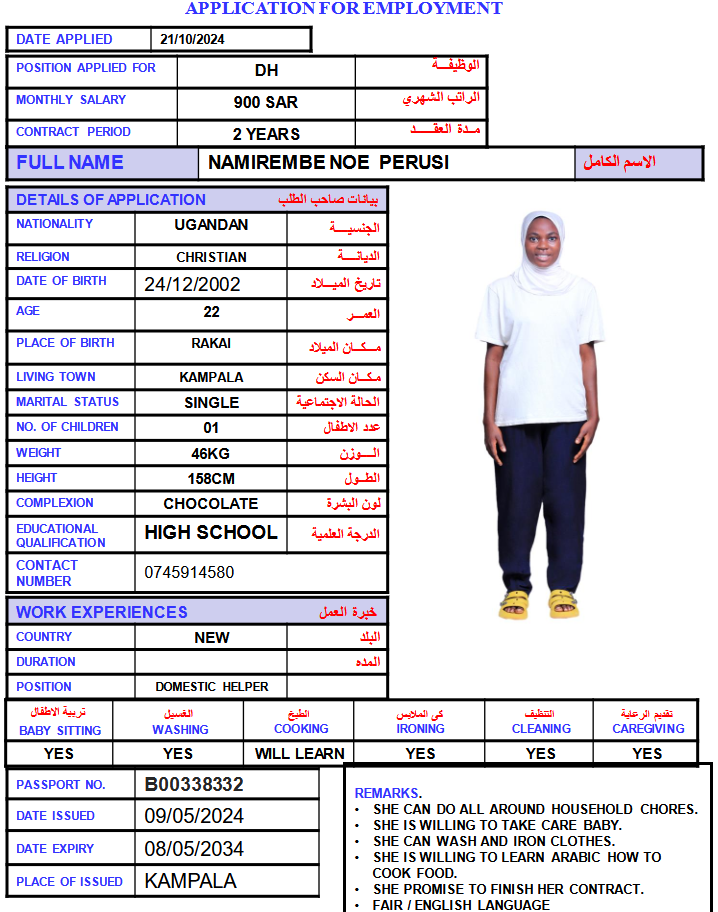 APPLICATION FOR EMPLOYMENT
DATE APPLIED 21/10/2024
POSITION APPLIED FOR DH الوظيفـــة
MONTHLY SALARY 900 SAR الراتب الشهري
CONTRACT PERIOD 2 YEARS مـدة العقـــد
FULL NAME NAMIREMBE NOE PERUSI الاسم الكامل
DETAILS OF APPLICATION بيانات صاحب الطلب
NATIONALITY UGANDAN الجنسيـــة
RELIGION CHRISTIAN الديانـــة
DATE OF BIRTH 24/12/2002 تاريخ الميـــلاد
AGE 22 العمـــر
PLACE OF BIRTH RAKAI مـــكـان الميلاد
LIVING TOWN KAMPALA مكـان السكن
MARITAL STATUS SINGLE الحالة الاجتماعية
NO. OF CHILDREN 01 عدد الاطفال
WEIGHT 46KG الــــوزن
HEIGHT 158CM الطـــول
COMPLEXION CHOCOLATE لون البشرة
EDUCATIONAL QUALIFICATION HIGH SCHOOL الدرجة العلمية
CONTACT NUMBER 0745914580
WORK EXPERIENCES خبرة العمل
COUNTRY NEW البلد
DURATION المده
POSITION DOMESTIC HELPER
تربية الاطفال الغسيل الطبخ كي الملابس التنظيف تقديم الرعاية
BABY SITTING WASHING COOKING IRONING CLEANING CAREGIVING
YES YES WILL LEARN YES YES YES
PASSPORT NO. B00338332
DATE ISSUED 09/05/2024
DATE EXPIRY 08/05/2034
PLACE OF ISSUED KAMPALA
REMARKS.
• SHE CAN DO ALL AROUND HOUSEHOLD CHORES.
• SHE IS WILLING TO TAKE CARE BABY.
• SHE CAN WASH AND IRON CLOTHES.
• SHE IS WILLING TO LEARN ARABIC HOW TO
COOK FOOD.
• SHE PROMISE TO FINISH HER CONTRACT.
• FAIR / ENGLISH LANGUAGE